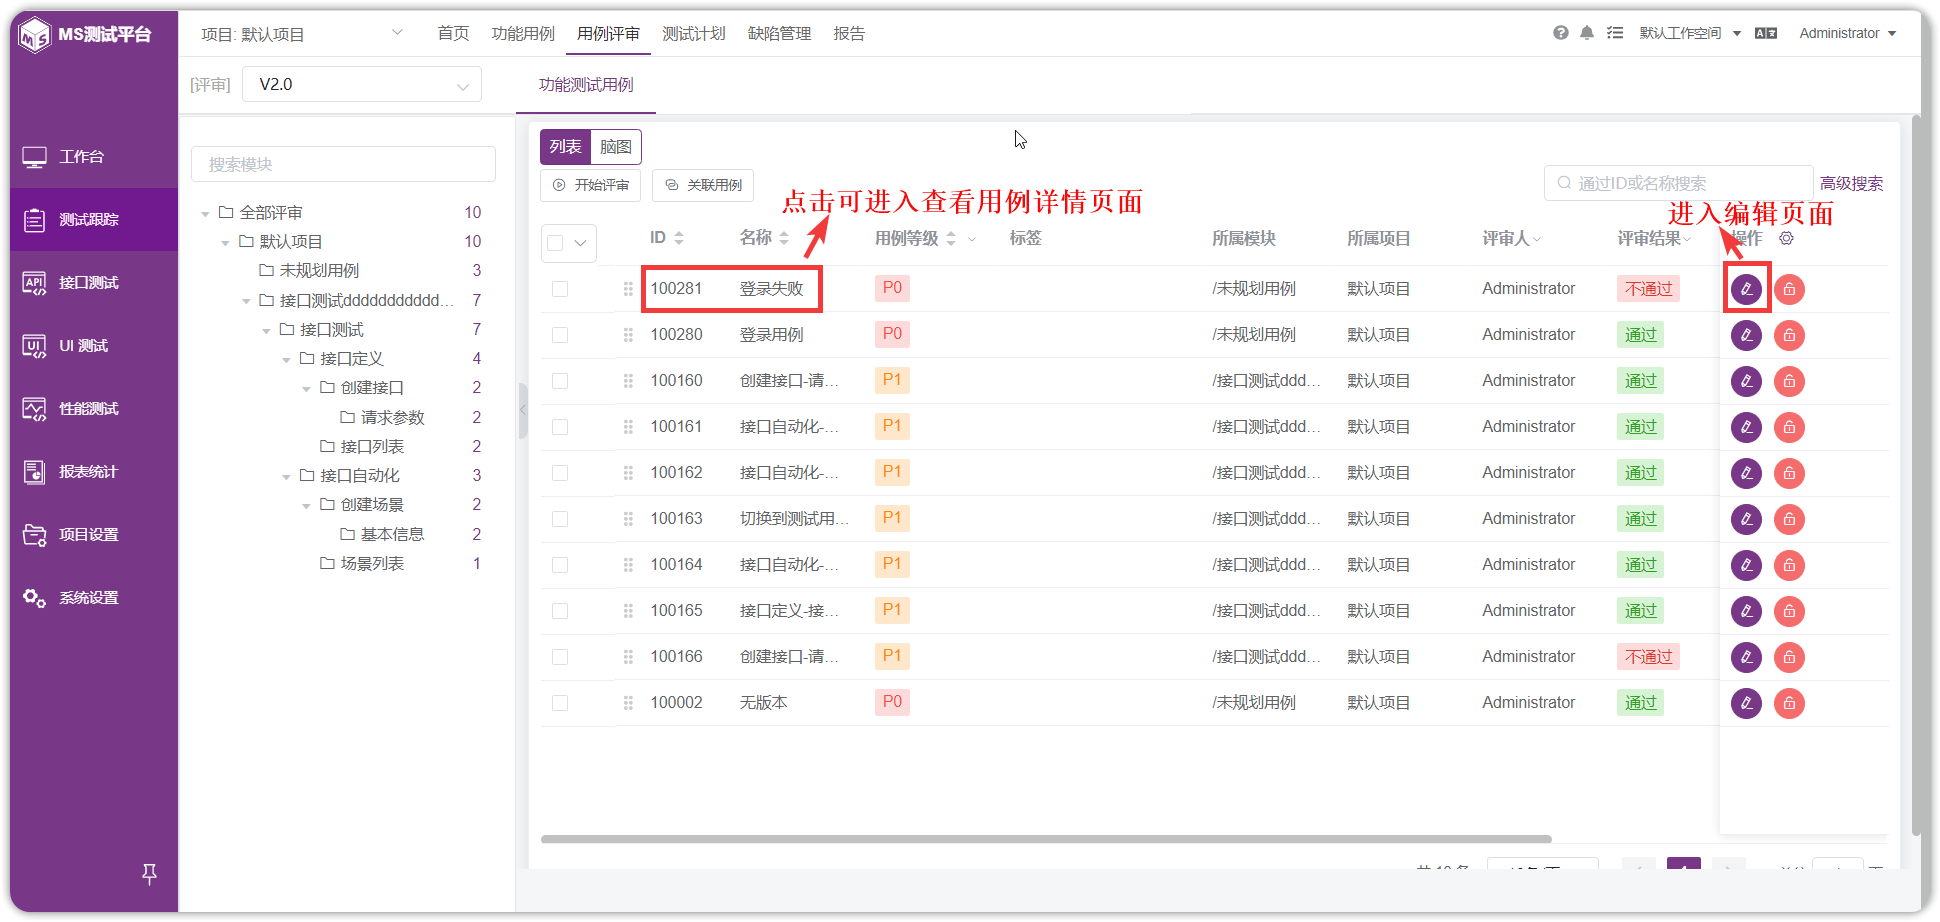 MS测试平台
项目: 默认项目
首页 功能用例 用例评审 测试计划 缺陷管理 报告
默认工作空间
Administrator
[评审] V2.0
功能测试用例
工作台
测试跟踪
接口测试
UI 测试
性能测试
报表统计
项目设置
系统设置
搜索模块
全部评审 10
默认项目 10
未规划用例 3
接口测试ddddddddddd... 7
接口测试 7
接口定义 4
创建接口 2
请求参数 2
接口列表 2
接口自动化 3
创建场景 2
基本信息 2
场景列表 1
列表 脑图
开始评审 关联用例
通过ID或名称搜索 高级搜索
点击可进入查看用例详情页面
进入编辑页面
ID 名称 用例等级 标签 所属模块 所属项目 评审人 评审结果 操作
100281 登录失败 P0 /未规划用例 默认项目 Administrator 不通过
100280 登录用例 P0 /未规划用例 默认项目 Administrator 通过
100160 创建接口-请... P1 /接口测试ddd... 默认项目 Administrator 通过
100161 接口自动化-... P1 /接口测试ddd... 默认项目 Administrator 通过
100162 接口自动化-... P1 /接口测试ddd... 默认项目 Administrator 通过
100163 切换到测试用... P1 /接口测试ddd... 默认项目 Administrator 通过
100164 接口自动化-... P1 /接口测试ddd... 默认项目 Administrator 通过
100165 接口定义-接... P1 /接口测试ddd... 默认项目 Administrator 通过
100166 创建接口-请... P1 /接口测试ddd... 默认项目 Administrator 不通过
100002 无版本 P0 /未规划用例 默认项目 Administrator 通过